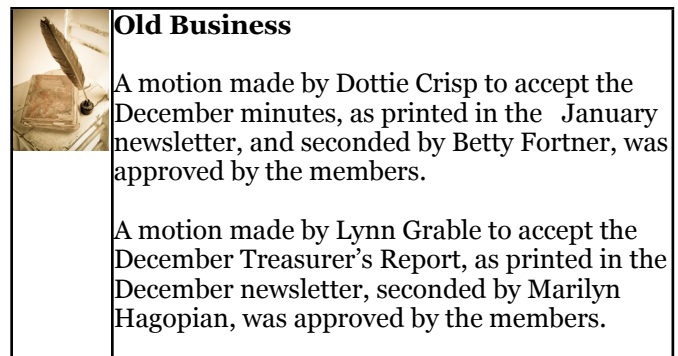 Old Business
A motion made by Dottie Crisp to accept the
December minutes, as printed in the January
newsletter, and seconded by Betty Fortner, was
approved by the members.
A motion made by Lynn Grable to accept the
December Treasurer’s Report, as printed in the
December newsletter, seconded by Marilyn
Hagopian, was approved by the members.